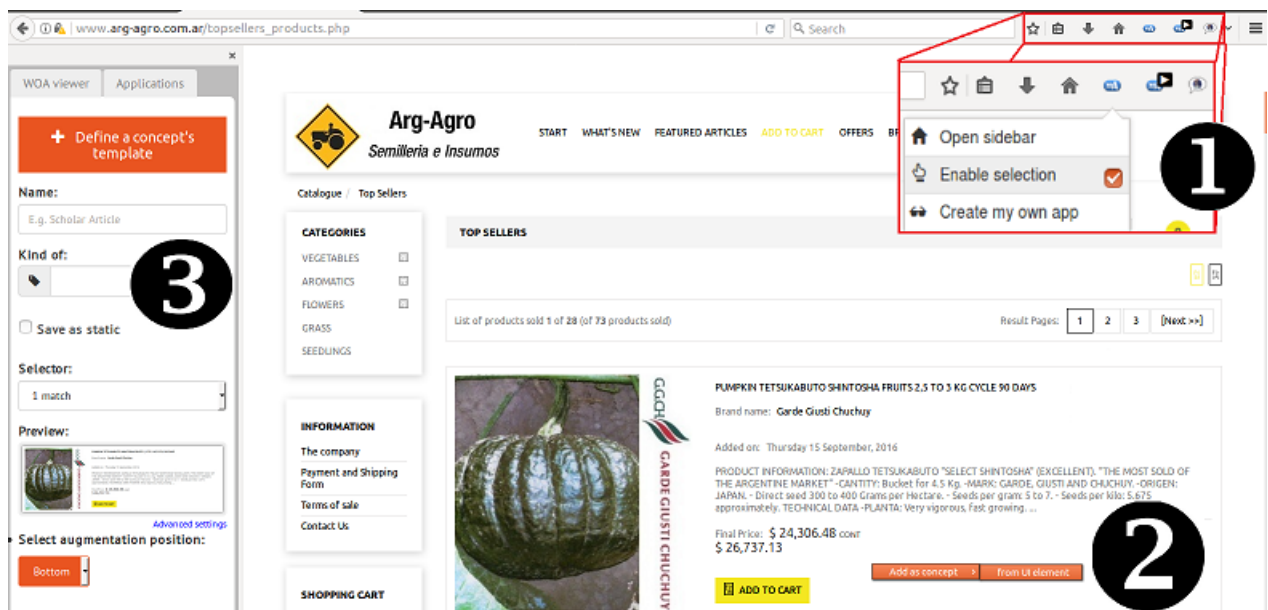 www.arg-agro.com.ar/topsellers_products.php
Search
WOA viewer
Applications
+ Define a concept's
template
Name:
E.g. Scholar Article
Kind of:
3
Save as static
Selector:
1 match
Preview:
Advanced settings
Select augmentation position:
Bottom
Open sidebar
Enable selection
Create my own app
1
Arg-Agro
Semilleria e Insumos
START WHAT'S NEW FEATURED ARTICLES ADD TO CART OFFERS
Catalogue / Top Sellers
CATEGORIES
VEGETABLES
AROMATICS
FLOWERS
GRASS
SEEDLINGS
INFORMATION
The company
Payment and Shipping
Form
Terms of sale
Contact Us
SHOPPING CART
TOP SELLERS
List of products sold 1 of 28 (of 73 products sold)
Result Pages: 1 2 3 [Next >>]
G.G.CH
GARDE GIUSTI CHUCHUY
PUMPKIN TETSUKABUTO SHINTOSHA FRUITS 2,5 TO 3 KG CYCLE 90 DAYS
Brand name: Garde Giusti Chuchuy
Added on: Thursday 15 September, 2016
PRODUCT INFORMATION: ZAPALLO TETSUKABUTO "SELECT SHINTOSHA" (EXCELLENT). "THE MOST SOLD OF
THE ARGENTINE MARKET" -CANTITY: Bucket for 4.5 Kg. -MARK: GARDE, GIUSTI AND CHUCHUY. -ORIGEN:
JAPAN. - Direct seed 300 to 400 Grams per Hectare. - Seeds per gram: 5 to 7. - Seeds per kilo: 5.675
approximately. TECHNICAL DATA -PLANTA: Very vigorous, fast growing. ...
Final Price: $ 24,306.48 CONT
$ 26,737.13
Add as concept › from UI element
ADD TO CART
2